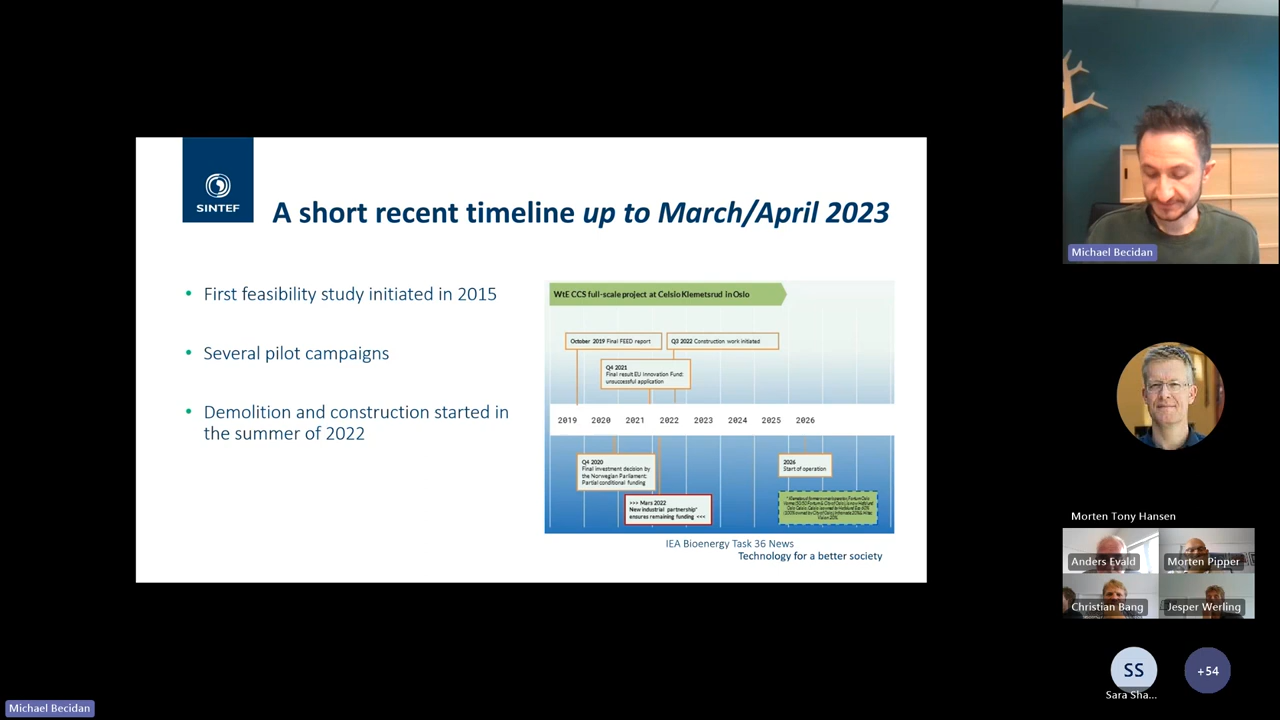 SINTEF
A short recent timeline up to March/April 2023
• First feasibility study initiated in 2015
• Several pilot campaigns
• Demolition and construction started in
the summer of 2022
WtE CCS full-scale project at Celsio Klemetsrud in Oslo
October 2019 Final FEED report
Q3 2022 Construction work initiated
Q4 2021
Final result EU Innovation Fund:
unsuccessful application
2019 2020 2021 2022 2023 2024 2025 2026
Q4 2020
Final investment decision by
the Norwegian Parliament:
Partial conditional funding
>>> Mars 2022
New industrial partnership*
ensures remaining funding <<<
2026
Start of operation
IEA Bioenergy Task 36 News
Technology for a better society
Michael Becidan
Morten Tony Hansen
Anders Evald
Morten Pipper
Christian Bang
Jesper Werling
SS
+54
Sara Sha...
Michael Becidan